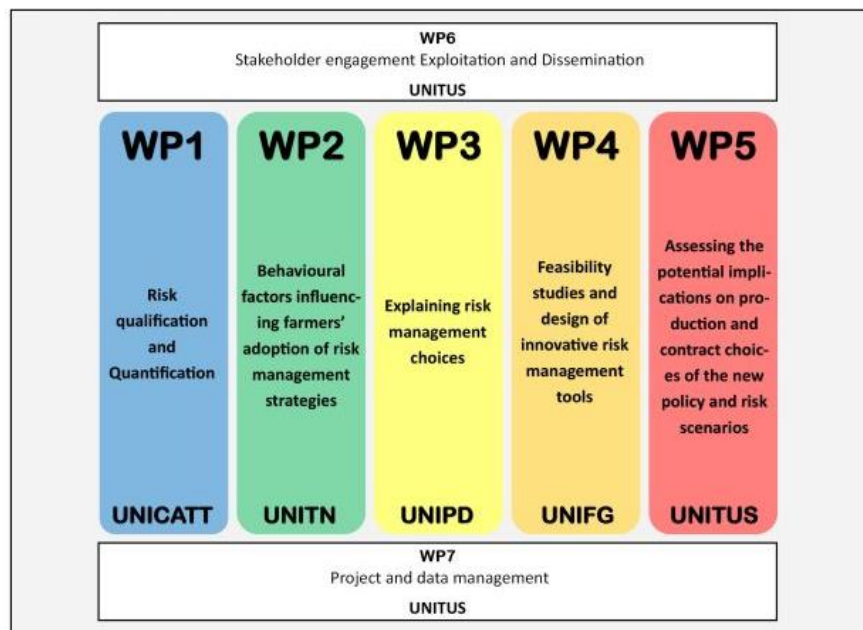 WP6
Stakeholder engagement Exploitation and Dissemination
UNITUS
WP1
Risk
qualification
and
Quantification
UNICATT
WP2
Behavioural
factors influenc-
ing farmers’
adoption of risk
management
strategies
UNITN
WP3
Explaining risk
management
choices
UNIPD
WP4
Feasibility
studies and
design of
innovative risk
management
tools
UNIFG
WP5
Assessing the
potential impli-
cations on pro-
duction and
contract choic-
es of the new
policy and risk
scenarios
UNITUS
WP7
Project and data management
UNITUS